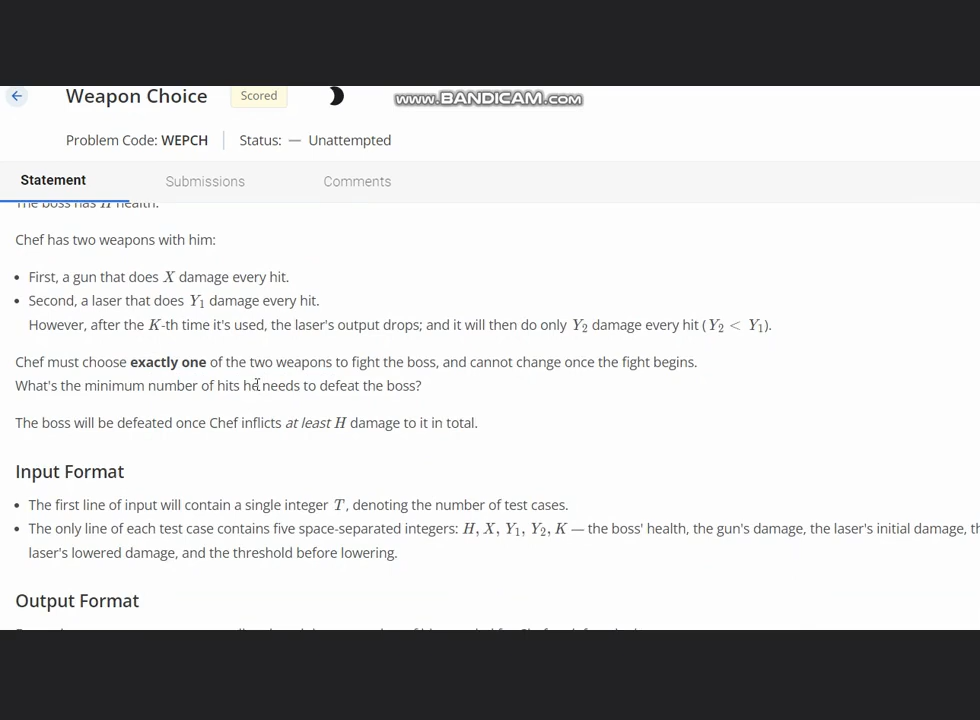 Weapon Choice
Scored
www.BANDICAM.com
Problem Code: WEPCH
Status: — Unattempted
Statement
Submissions
Comments
The boss has H health.
Chef has two weapons with him:
• First, a gun that does X damage every hit.
• Second, a laser that does Y1 damage every hit.
However, after the K-th time it's used, the laser's output drops; and it will then do only Y2 damage every hit (Y2 < Y1).
Chef must choose exactly one of the two weapons to fight the boss, and cannot change once the fight begins.
What's the minimum number of hits he needs to defeat the boss?
The boss will be defeated once Chef inflicts at least H damage to it in total.
Input Format
• The first line of input will contain a single integer T, denoting the number of test cases.
• The only line of each test case contains five space-separated integers: H, X, Y1, Y2, K — the boss' health, the gun's damage, the laser's initial damage, th
laser's lowered damage, and the threshold before lowering.
Output Format